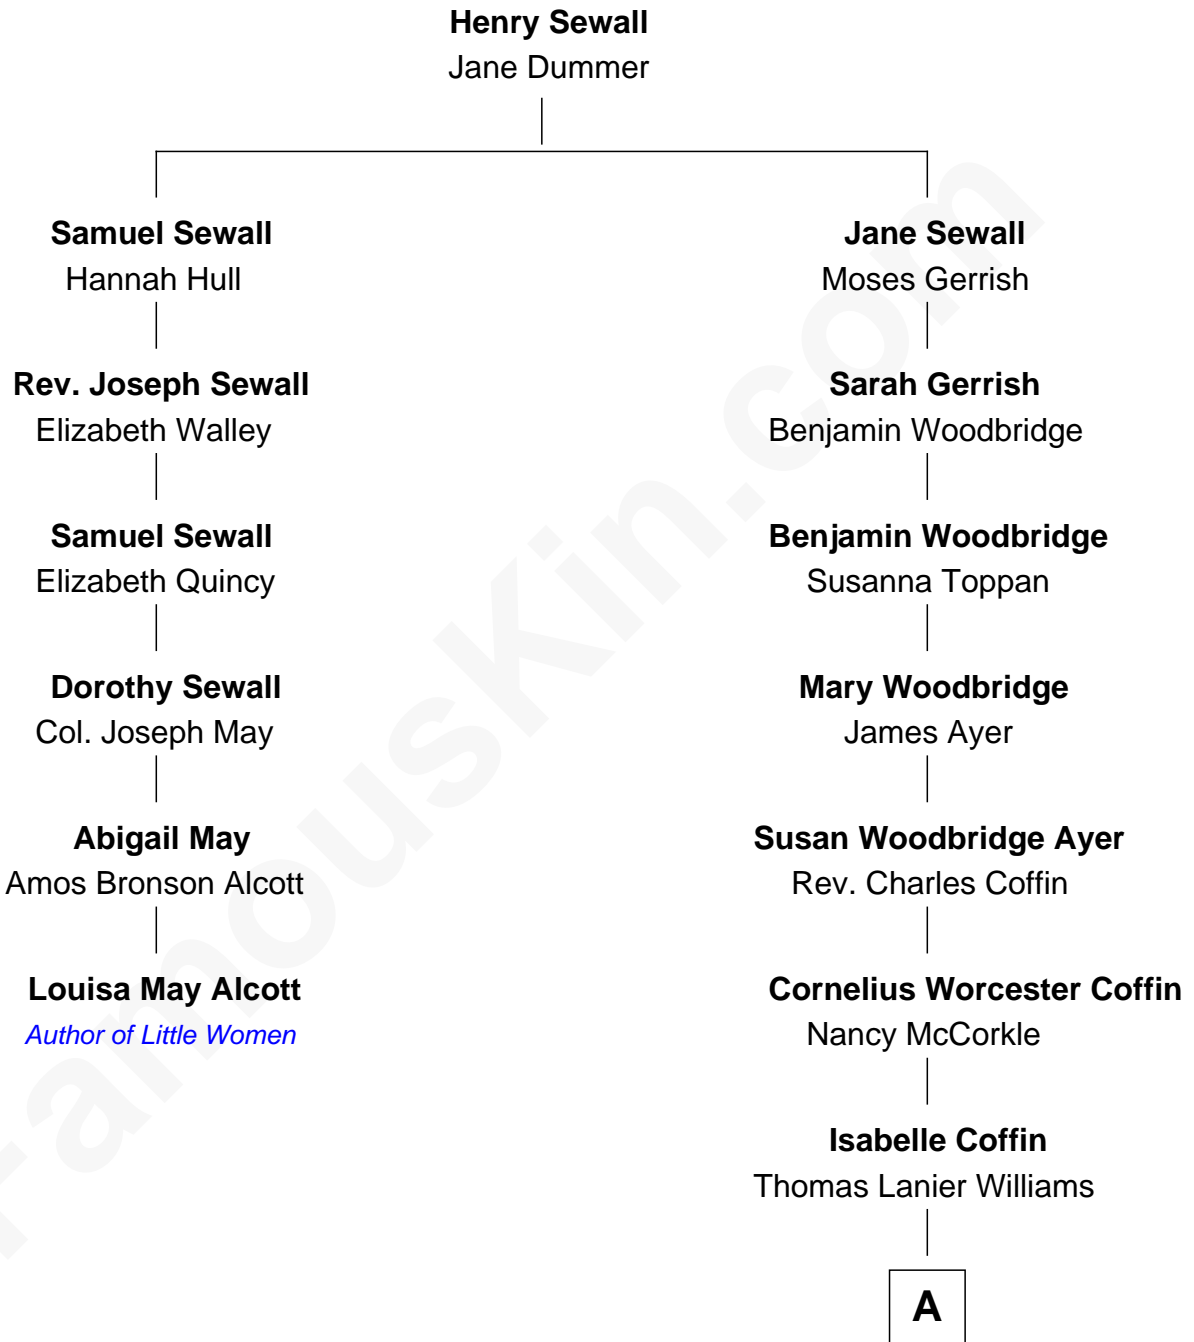 Henry Sewall
Jane Dummer
Samuel Sewall
Hannah Hull
Rev. Joseph Sewall
Elizabeth Walley
Samuel Sewall
Elizabeth Quincy
Dorothy Sewall
Col. Joseph May
Abigail May
Amos Bronson Alcott
Louisa May Alcott
Author of Little Women
Jane Sewall
Moses Gerrish
Sarah Gerrish
Benjamin Woodbridge
Benjamin Woodbridge
Susanna Toppan
Mary Woodbridge
James Ayer
Susan Woodbridge Ayer
Rev. Charles Coffin
Cornelius Worcester Coffin
Nancy McCorkle
Isabelle Coffin
Thomas Lanier Williams
A
FamousKin.com